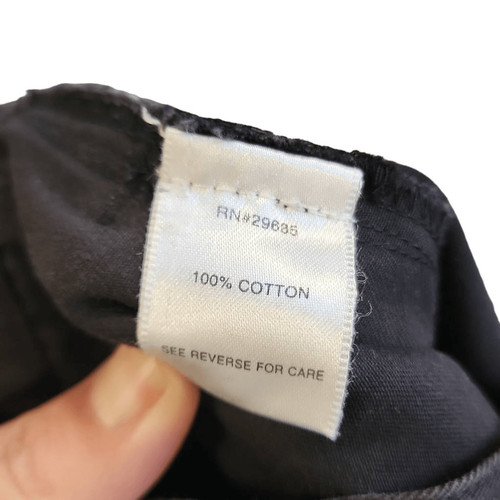 RN#29685
100% COTTON
SEE REVERSE FOR CARE